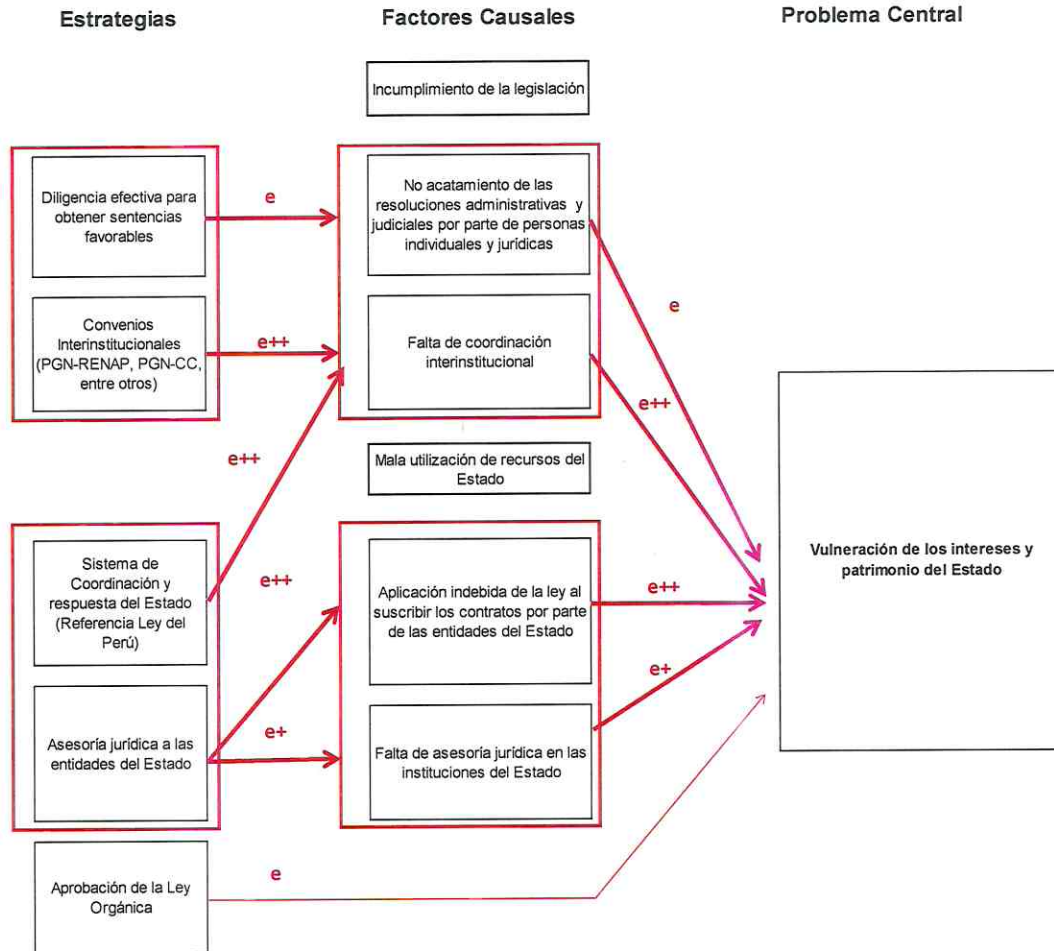 Estrategias
Factores Causales
Problema Central
Incumplimiento de la legislación
Diligencia efectiva para
obtener sentencias
favorables
e
No acatamiento de las
resoluciones administrativas y
judiciales por parte de personas
individuales y jurídicas
e
Convenios
Interinstitucionales
(PGN-RENAP, PGN-CC,
entre otros)
e++
Falta de coordinación
interinstitucional
e++
e++
Mala utilización de recursos del
Estado
Sistema de
Coordinación y
respuesta del Estado
(Referencia Ley del
Perú)
e++
Aplicación indebida de la ley al
suscribir los contratos por parte
de las entidades del Estado
e++
Vulneración de los intereses y
patrimonio del Estado
Asesoría jurídica a las
entidades del Estado
e+
Falta de asesoría jurídica en las
instituciones del Estado
e+
Aprobación de la Ley
Orgánica
e